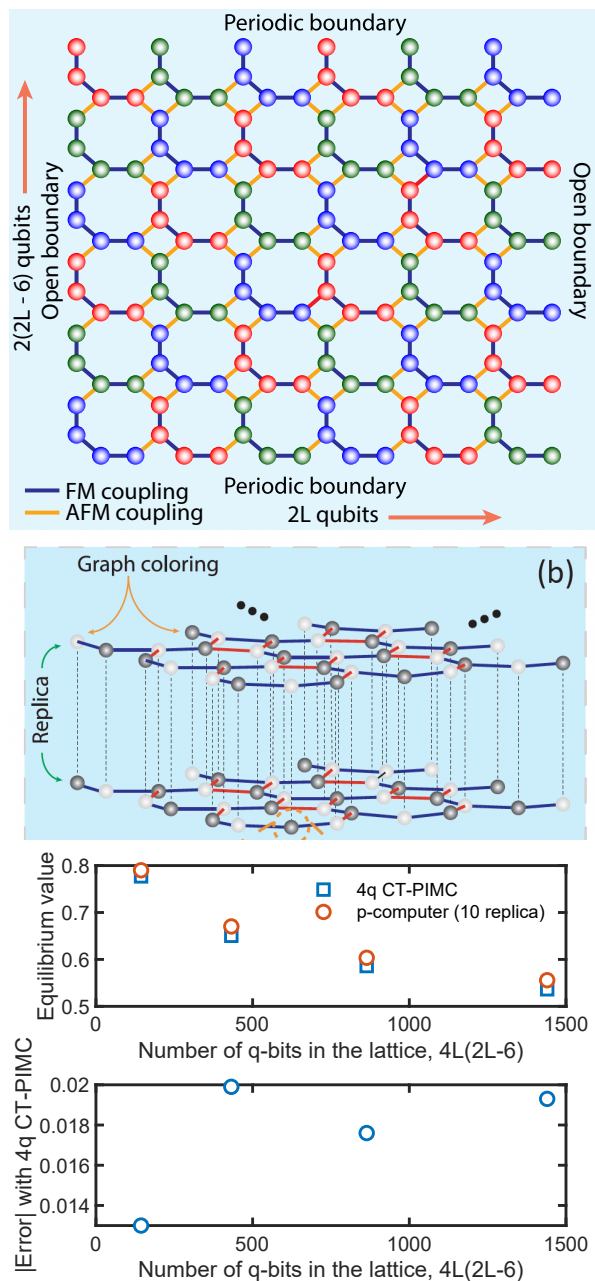 Periodic boundary
2(2L - 6) qubits
Open boundary
Open boundary
FM coupling
AFM coupling
Periodic boundary
2L qubits
Graph coloring
(b)
Replica
Equilibrium value
0.8
0.7
0.6
0.5
4q CT-PIMC
p-computer (10 replica)
0 500 1000 1500
Number of q-bits in the lattice, 4L(2L-6)
|Error| with 4q CT-PIMC
0.02
0.018
0.016
0.014
0 500 1000 1500
Number of q-bits in the lattice, 4L(2L-6)